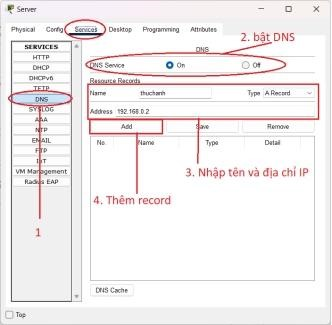 Server
Physical Config Services Desktop Programming Attributes
SERVICES
HTTP
DHCP
DHCPv6
TFTP
DNS
SYSLOG
AAA
NTP
EMAIL
FTP
IoT
VM Management
Radius EAP
1
DNS
2. bật DNS
DNS Service On Off
Resource Records
Name thuchanh Type A Record
Address 192.168.0.2
Add Save Remove
No. Name Type Detail
3. Nhập tên và địa chỉ IP
4. Thêm record
DNS Cache
Top